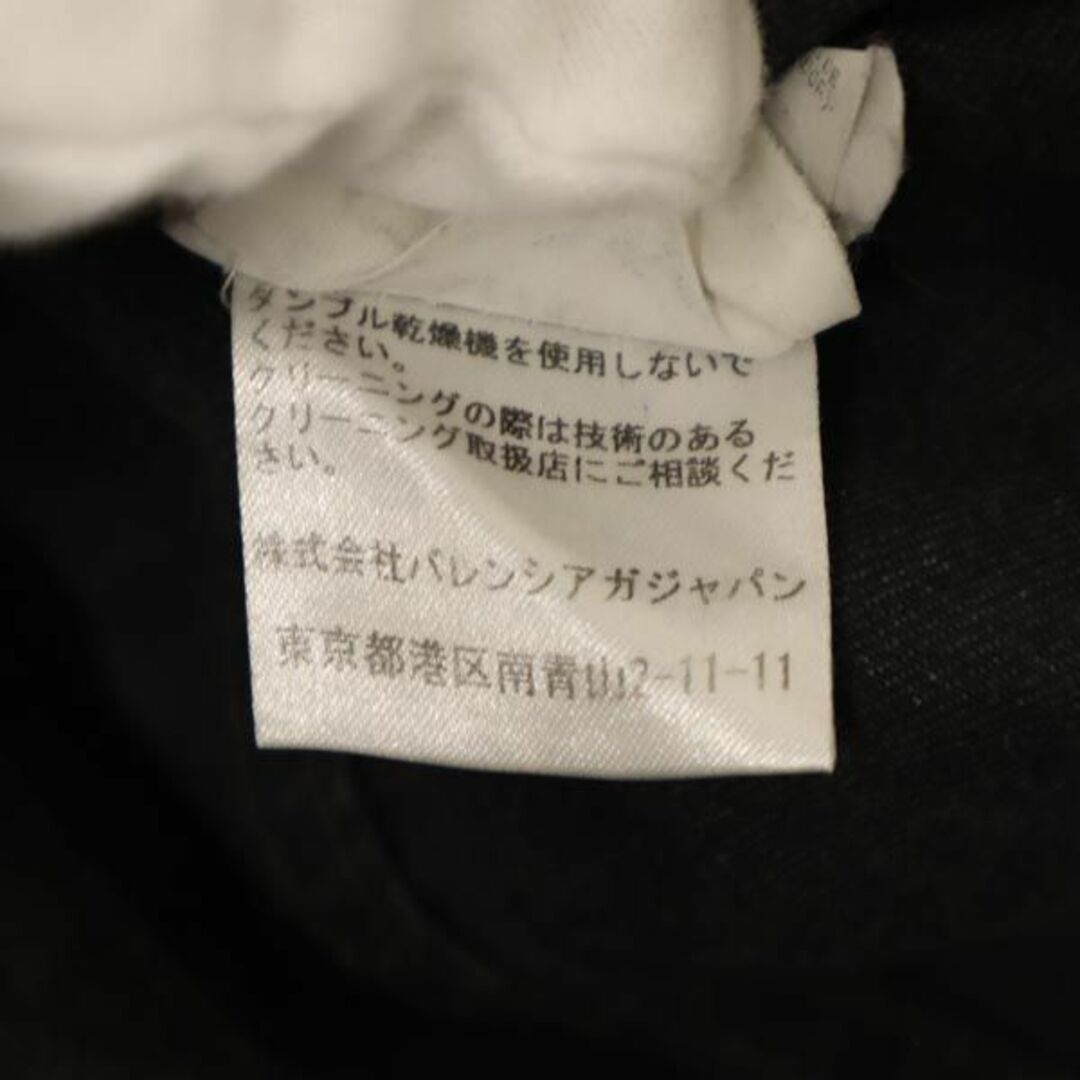 タンブル乾燥機を使用しないで
ください。
クリーニングの際は技術のある
クリーニング取扱店にご相談くだ
さい。
株式会社バレンシアガジャパン
東京都港区南青山2-11-11